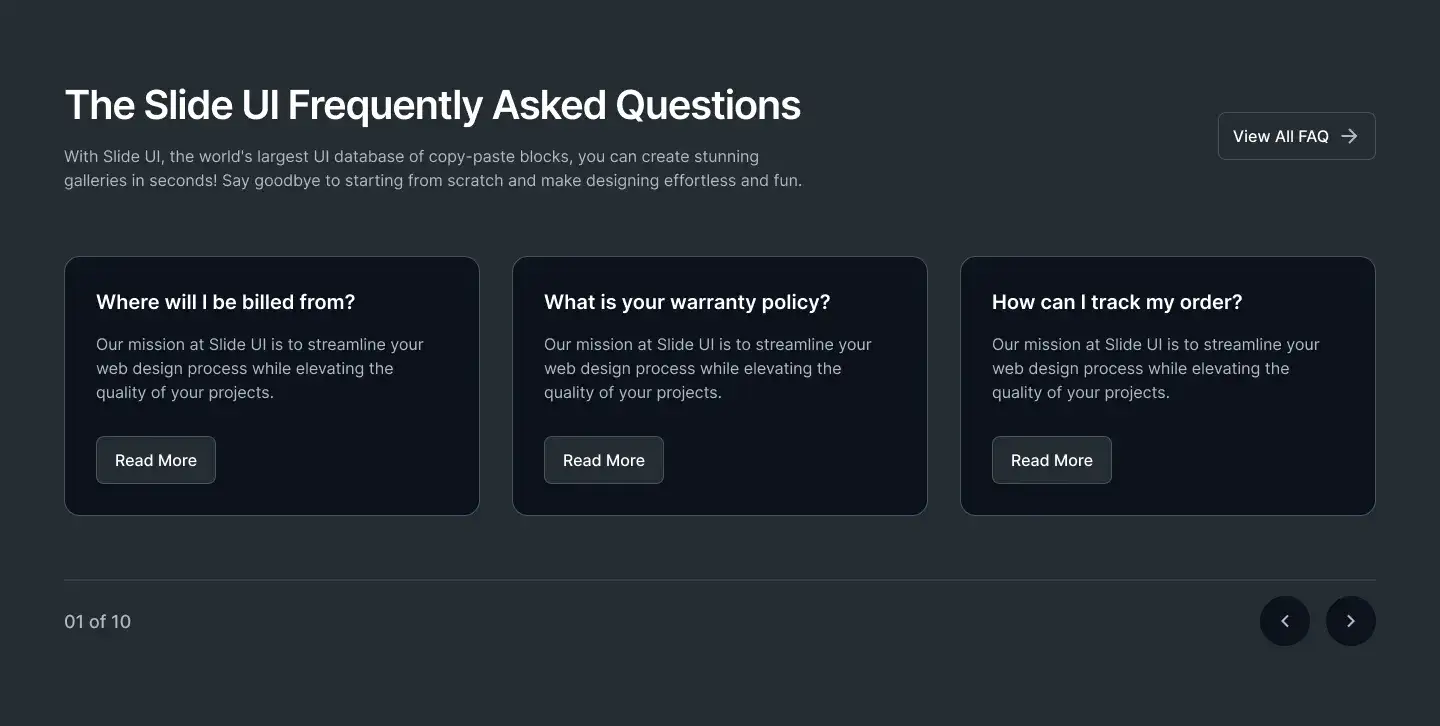 The Slide UI Frequently Asked Questions
With Slide UI, the world's largest UI database of copy-paste blocks, you can create stunning
galleries in seconds! Say goodbye to starting from scratch and make designing effortless and fun.
View All FAQ
Where will I be billed from?
Our mission at Slide UI is to streamline your
web design process while elevating the
quality of your projects.
Read More
What is your warranty policy?
Our mission at Slide UI is to streamline your
web design process while elevating the
quality of your projects.
Read More
How can I track my order?
Our mission at Slide UI is to streamline your
web design process while elevating the
quality of your projects.
Read More
01 of 10